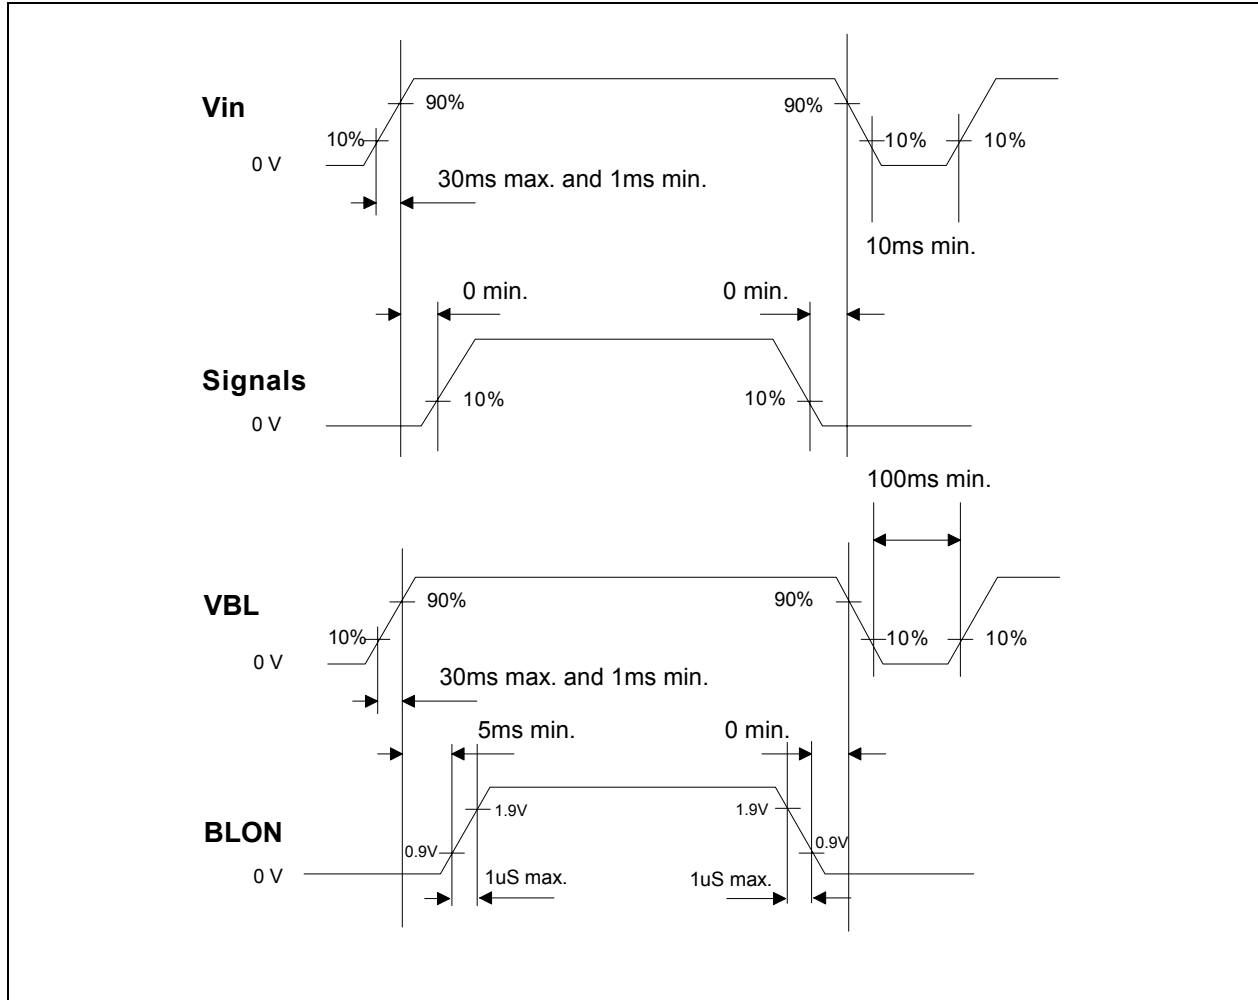 Vin
90%
90%
10%
10%
10%
0 V
30ms max. and 1ms min.
10ms min.
0 min.
0 min.
Signals
10%
10%
0 V
100ms min.
VBL
90%
90%
10%
10%
10%
0 V
30ms max. and 1ms min.
5ms min.
0 min.
1.9V
1.9V
BLON
0.9V
0.9V
0 V
1uS max.
1uS max.